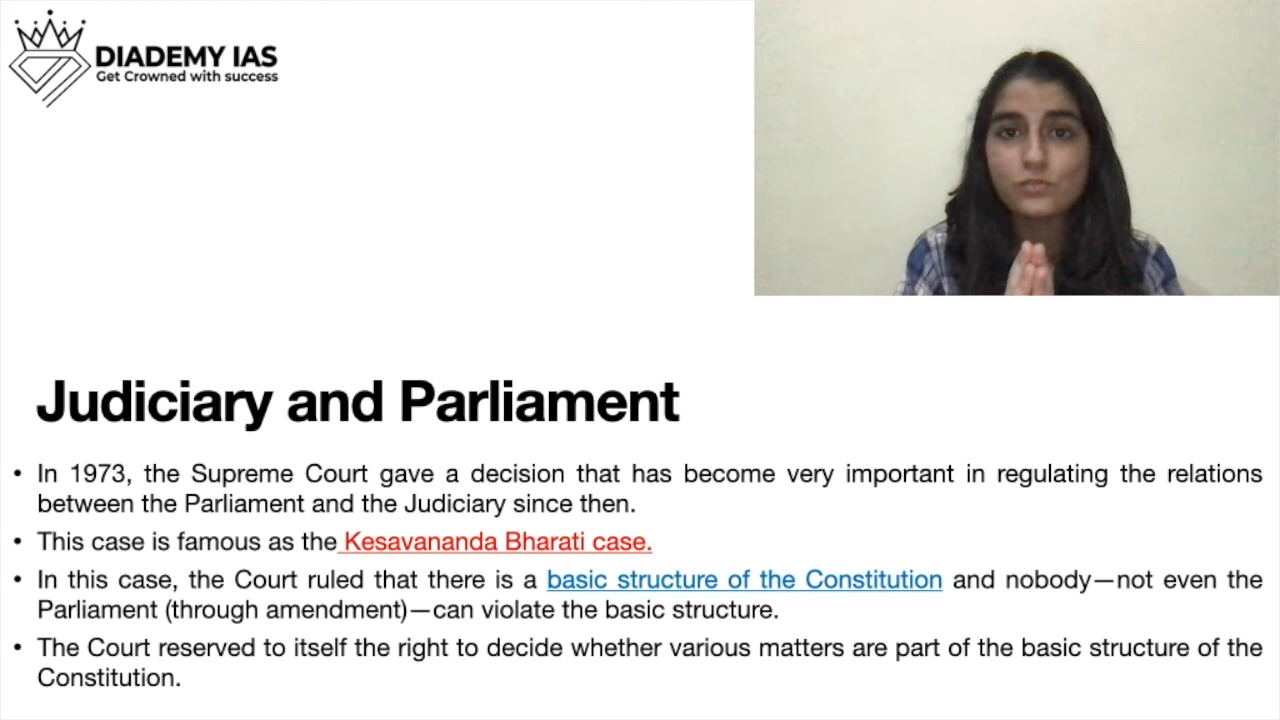 DIADEMY IAS
Get Crowned with success
Judiciary and Parliament
• In 1973, the Supreme Court gave a decision that has become very important in regulating the relations
between the Parliament and the Judiciary since then.
• This case is famous as the Kesavananda Bharati case.
• In this case, the Court ruled that there is a basic structure of the Constitution and nobody—not even the
Parliament (through amendment)—can violate the basic structure.
• The Court reserved to itself the right to decide whether various matters are part of the basic structure of the
Constitution.